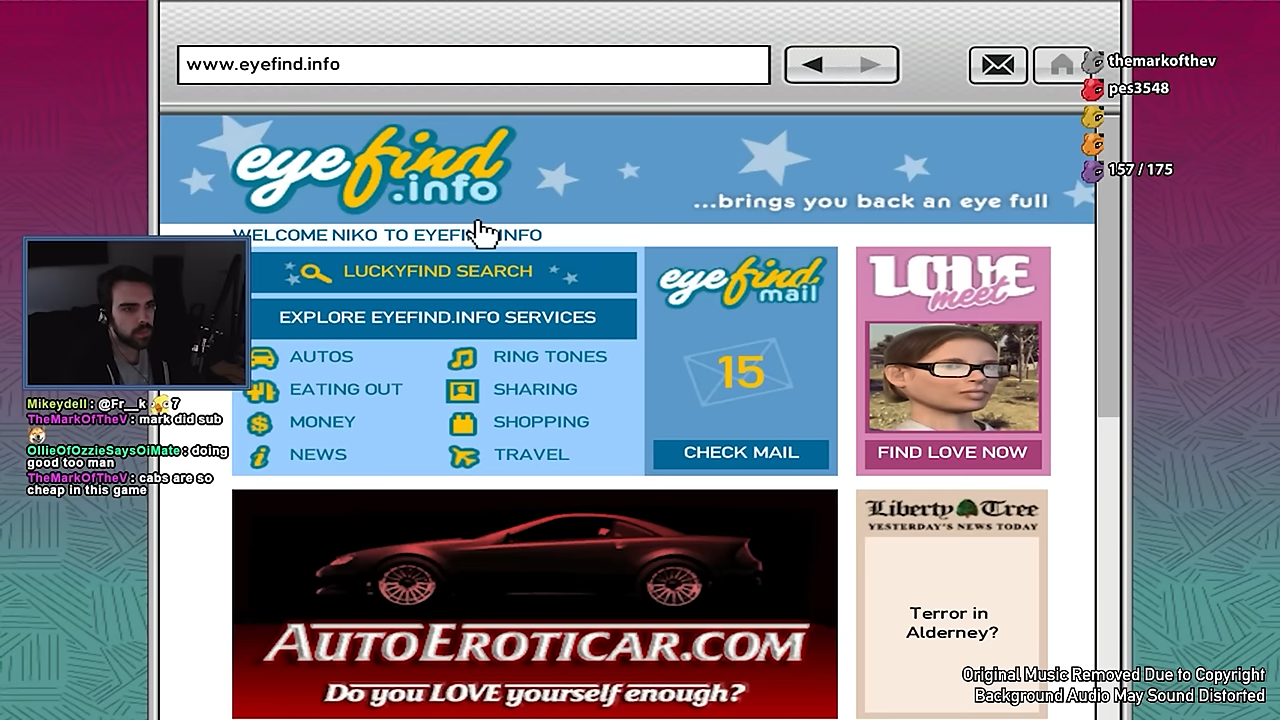 www.eyefind.info
themarkofthev
pes3548
157 / 175
eyefind
.info
...brings you back an eye full
WELCOME NIKO TO EYEFIND.INFO
LUCKYFIND SEARCH
EXPLORE EYEFIND.INFO SERVICES
AUTOS
RING TONES
EATING OUT
SHARING
MONEY
SHOPPING
NEWS
TRAVEL
eyefind
mail
15
CHECK MAIL
LOVE
meet
FIND LOVE NOW
Mikeydell : @Fr__k 7
TheMarkOfTheV : mark did sub
OllieOfOzzieSaysOiMate : doing
good too man
TheMarkOfTheV : cabs are so
cheap in this game
AUTOEROTICAR.COM
Do you LOVE yourself enough?
Liberty Tree
YESTERDAY'S NEWS TODAY
Terror in
Alderney?
Original Music Removed Due to Copyright
Background Audio May Sound Distorted